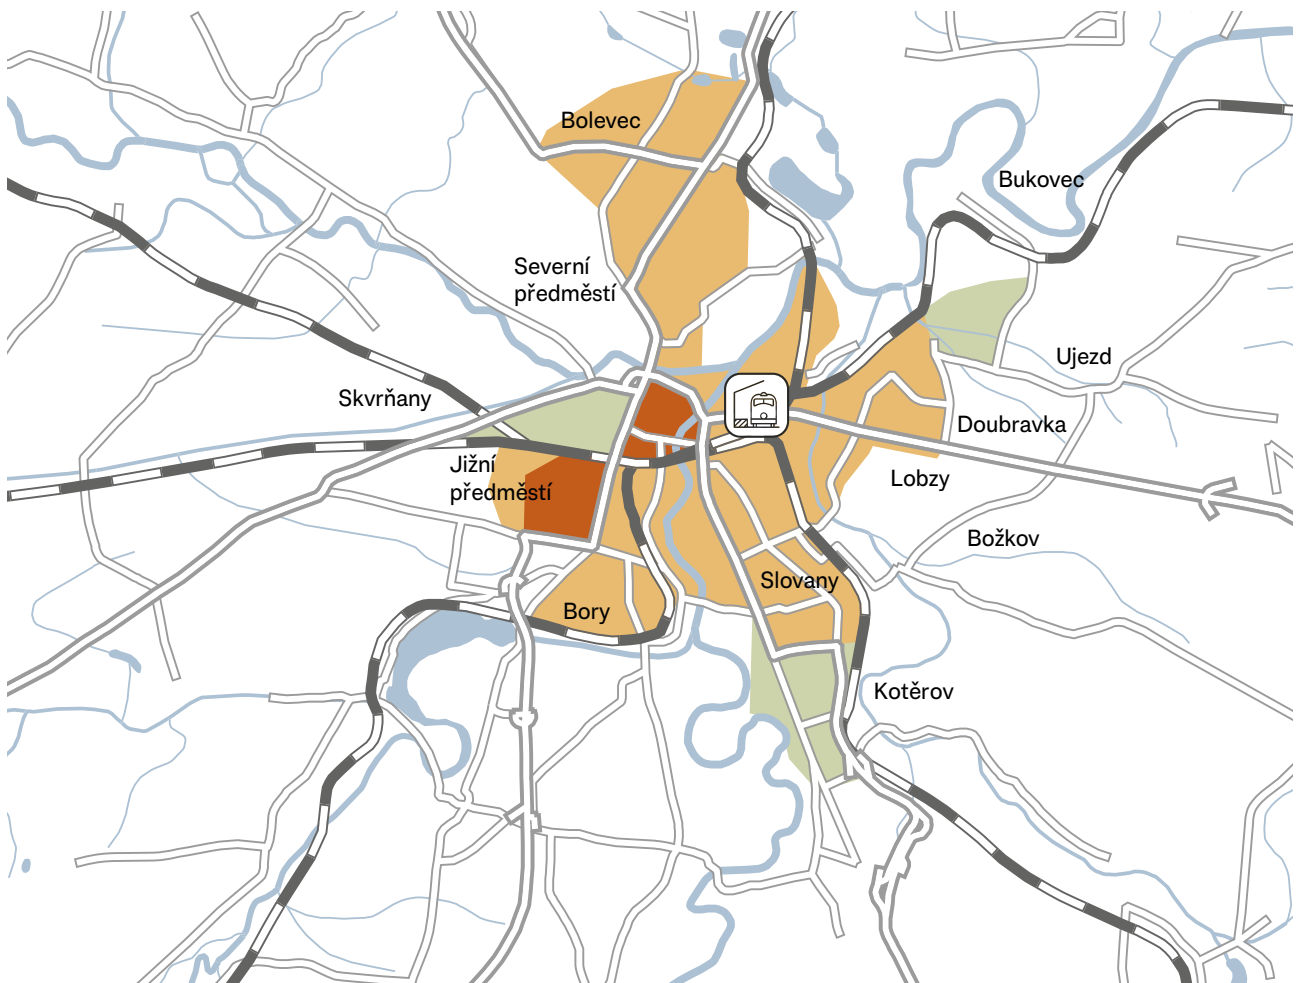 Bolevec
Bukovec
Severní
předměstí
Ujezd
Skvrňany
Doubravka
Jižní
předměstí
Lobzy
Božkov
Slovany
Bory
Kotěrov